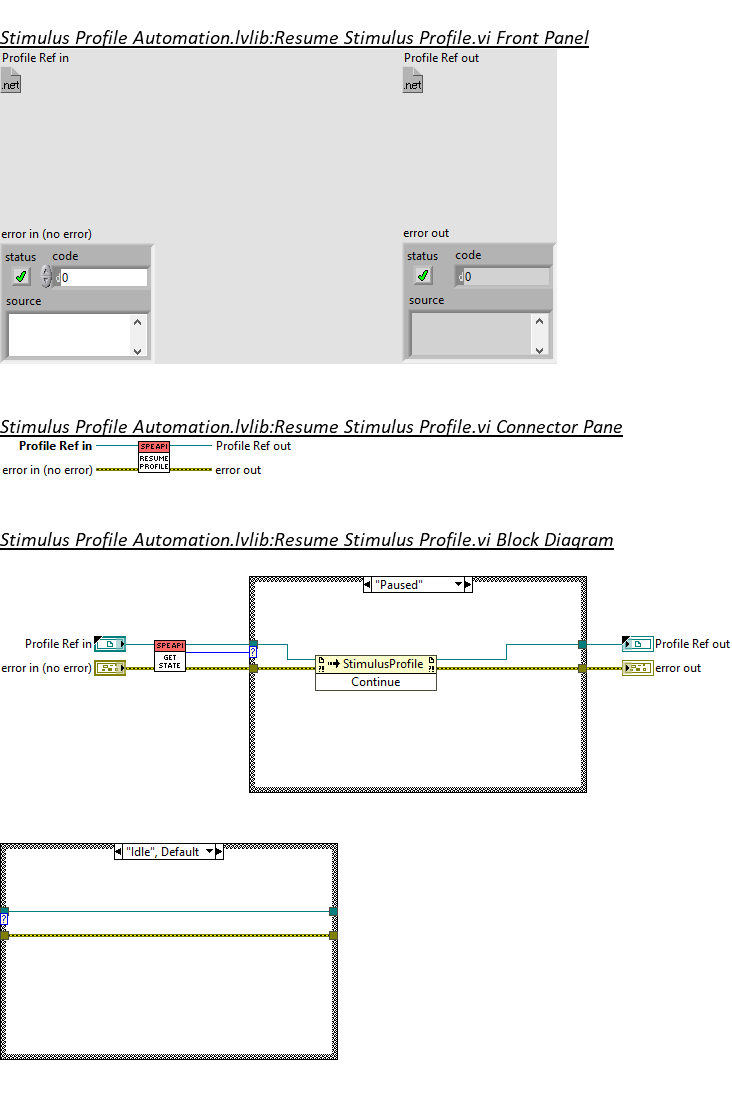 Stimulus Profile Automation.lvlib:Resume Stimulus Profile.vi Front Panel
Profile Ref in
Profile Ref out
.net
.net
error in (no error)
error out
status code
status code
d 0
d 0
source
source
Stimulus Profile Automation.lvlib:Resume Stimulus Profile.vi Connector Pane
Profile Ref in
SPEAPI
RESUME
PROFILE
Profile Ref out
error in (no error)
error out
Stimulus Profile Automation.lvlib:Resume Stimulus Profile.vi Block Diagram
"Paused"
Profile Ref in
error in (no error)
SPEAPI
GET
STATE
?
StimulusProfile
Continue
Profile Ref out
error out
"Idle", Default
?